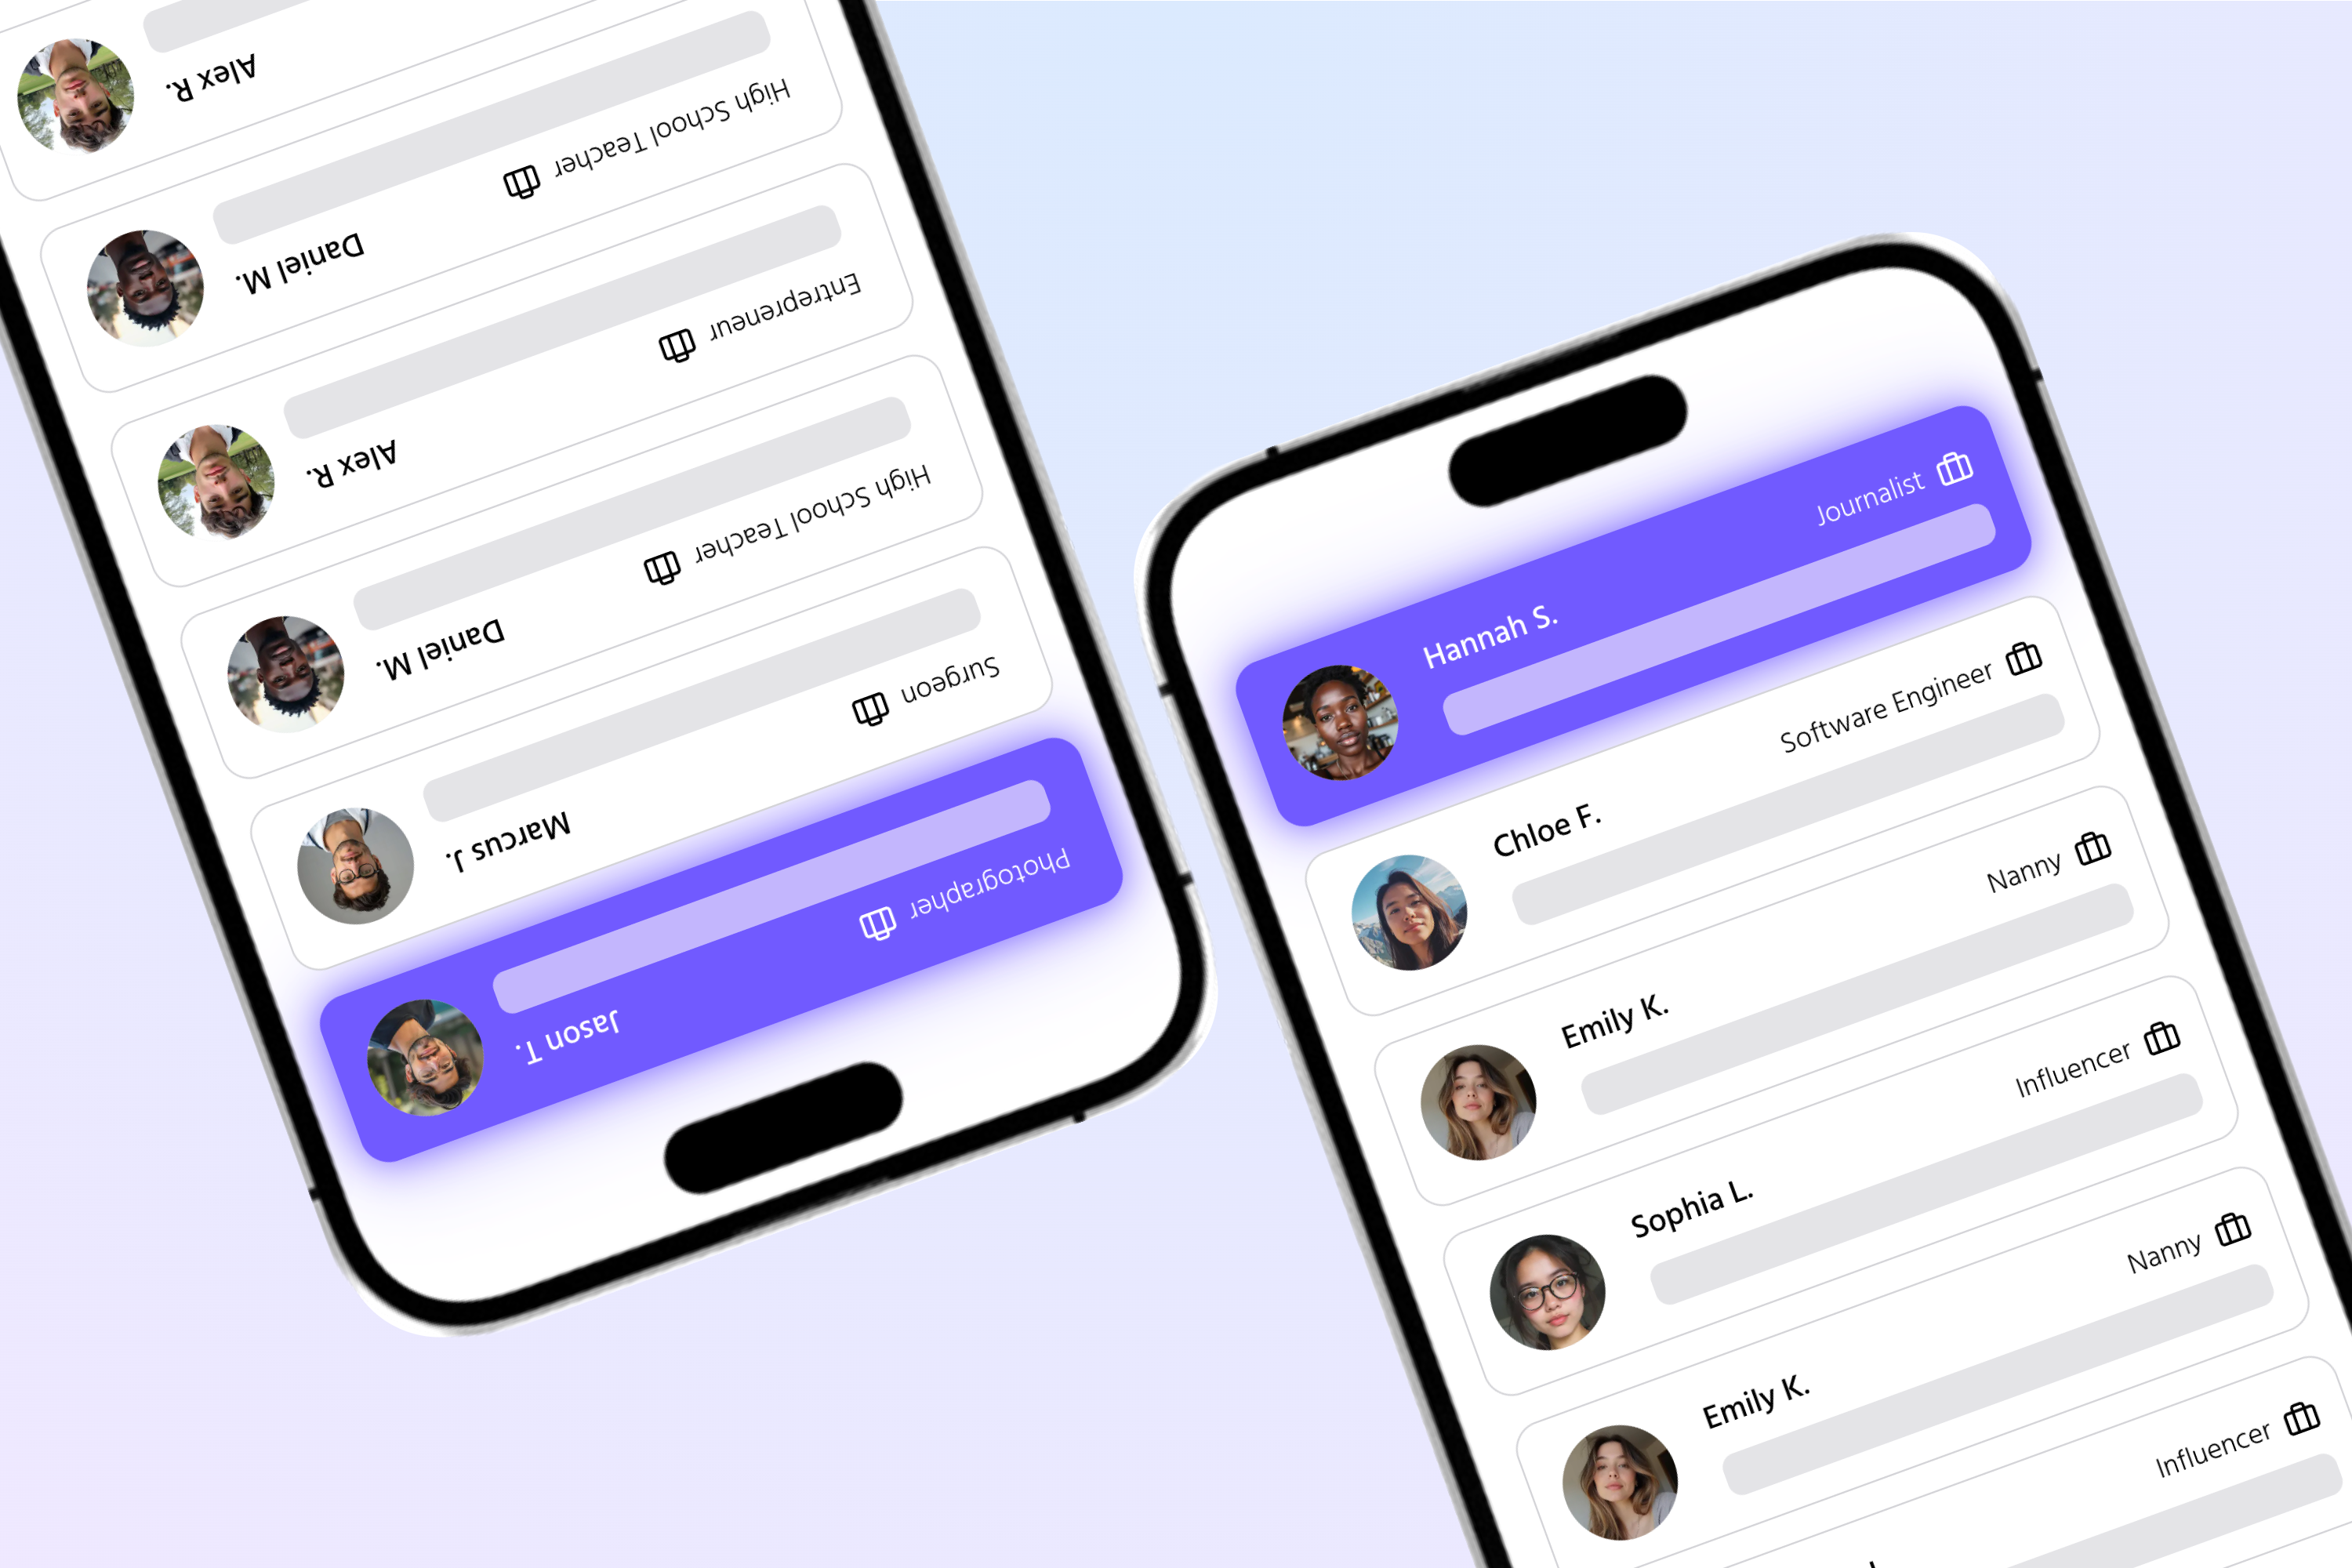 Jason T.
Photographer
Marcus J.
Surgeon
Daniel M.
High School Teacher
Alex R.
Entrepreneur
Daniel M.
High School Teacher
Alex R.
Hannah S.
Journalist
Chloe F.
Software Engineer
Emily K.
Nanny
Sophia L.
Influencer
Emily K.
Nanny
Influencer